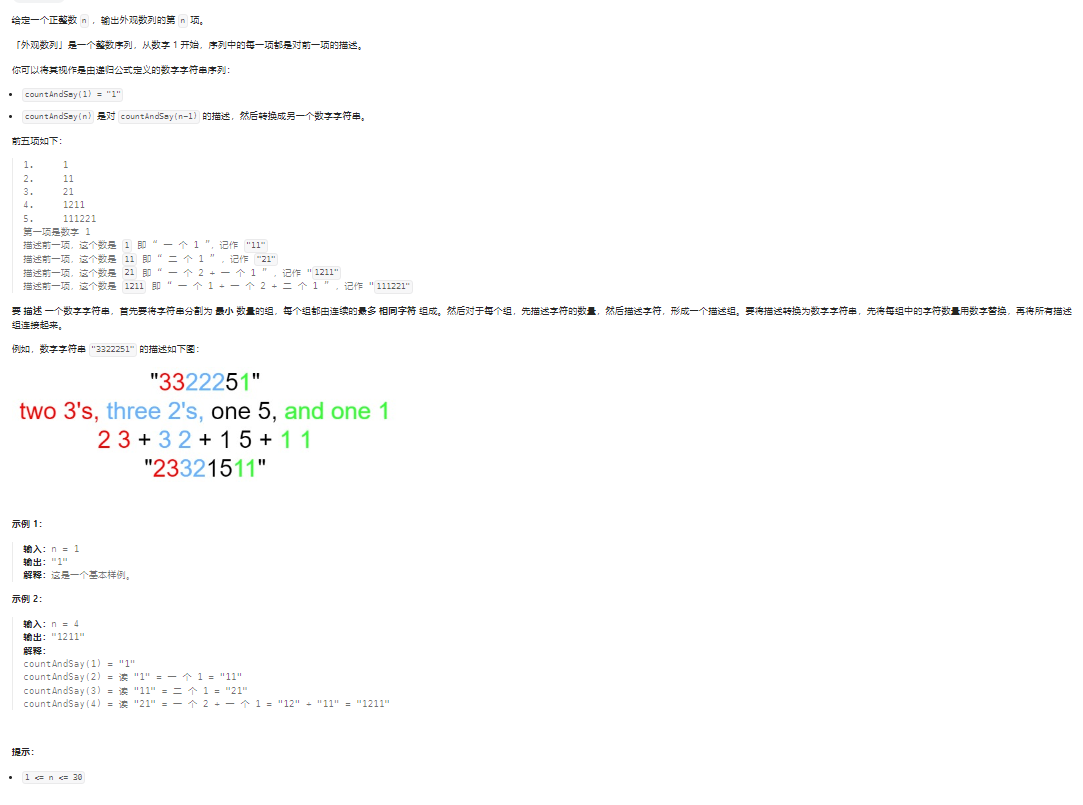 给定一个正整数 n ，输出外观数列的第 n 项。
「外观数列」是一个整数序列，从数字 1 开始，序列中的每一项都是对前一项的描述。
你可以将其视作是由递归公式定义的数字字符串序列：
• countAndSay(1) = "1"
• countAndSay(n) 是对 countAndSay(n-1) 的描述，然后转换成另一个数字字符串。
前五项如下：
1.     1
2.     11
3.     21
4.     1211
5.     111221
第一项是数字 1
描述前一项，这个数是 1 即 “ 一 个 1 ”，记作 "11"
描述前一项，这个数是 11 即 “ 二 个 1 ” ，记作 "21"
描述前一项，这个数是 21 即 “ 一 个 2 + 一 个 1 ” ，记作 "1211"
描述前一项，这个数是 1211 即 “ 一 个 1 + 一 个 2 + 二 个 1 ” ，记作 "111221"
要 描述 一个数字字符串，首先要将字符串分割为 最小 数量的组，每个组都由连续的最多 相同字符 组成。然后对于每个组，先描述字符的数量，然后描述字符，形成一个描述组。要将描述转换为数字字符串，先将每组中的字符数量用数字替换，再将所有描述
组连接起来。
例如，数字字符串 "3322251" 的描述如下图：
"3322251"
two 3's, three 2's, one 5, and one 1
2 3 + 3 2 + 1 5 + 1 1
"23321511"
示例 1：
输入：n = 1
输出："1"
解释：这是一个基本样例。
示例 2：
输入：n = 4
输出："1211"
解释：
countAndSay(1) = "1"
countAndSay(2) = 读 "1" = 一 个 1 = "11"
countAndSay(3) = 读 "11" = 二 个 1 = "21"
countAndSay(4) = 读 "21" = 一 个 2 + 一 个 1 = "12" + "11" = "1211"
提示：
• 1 <= n <= 30